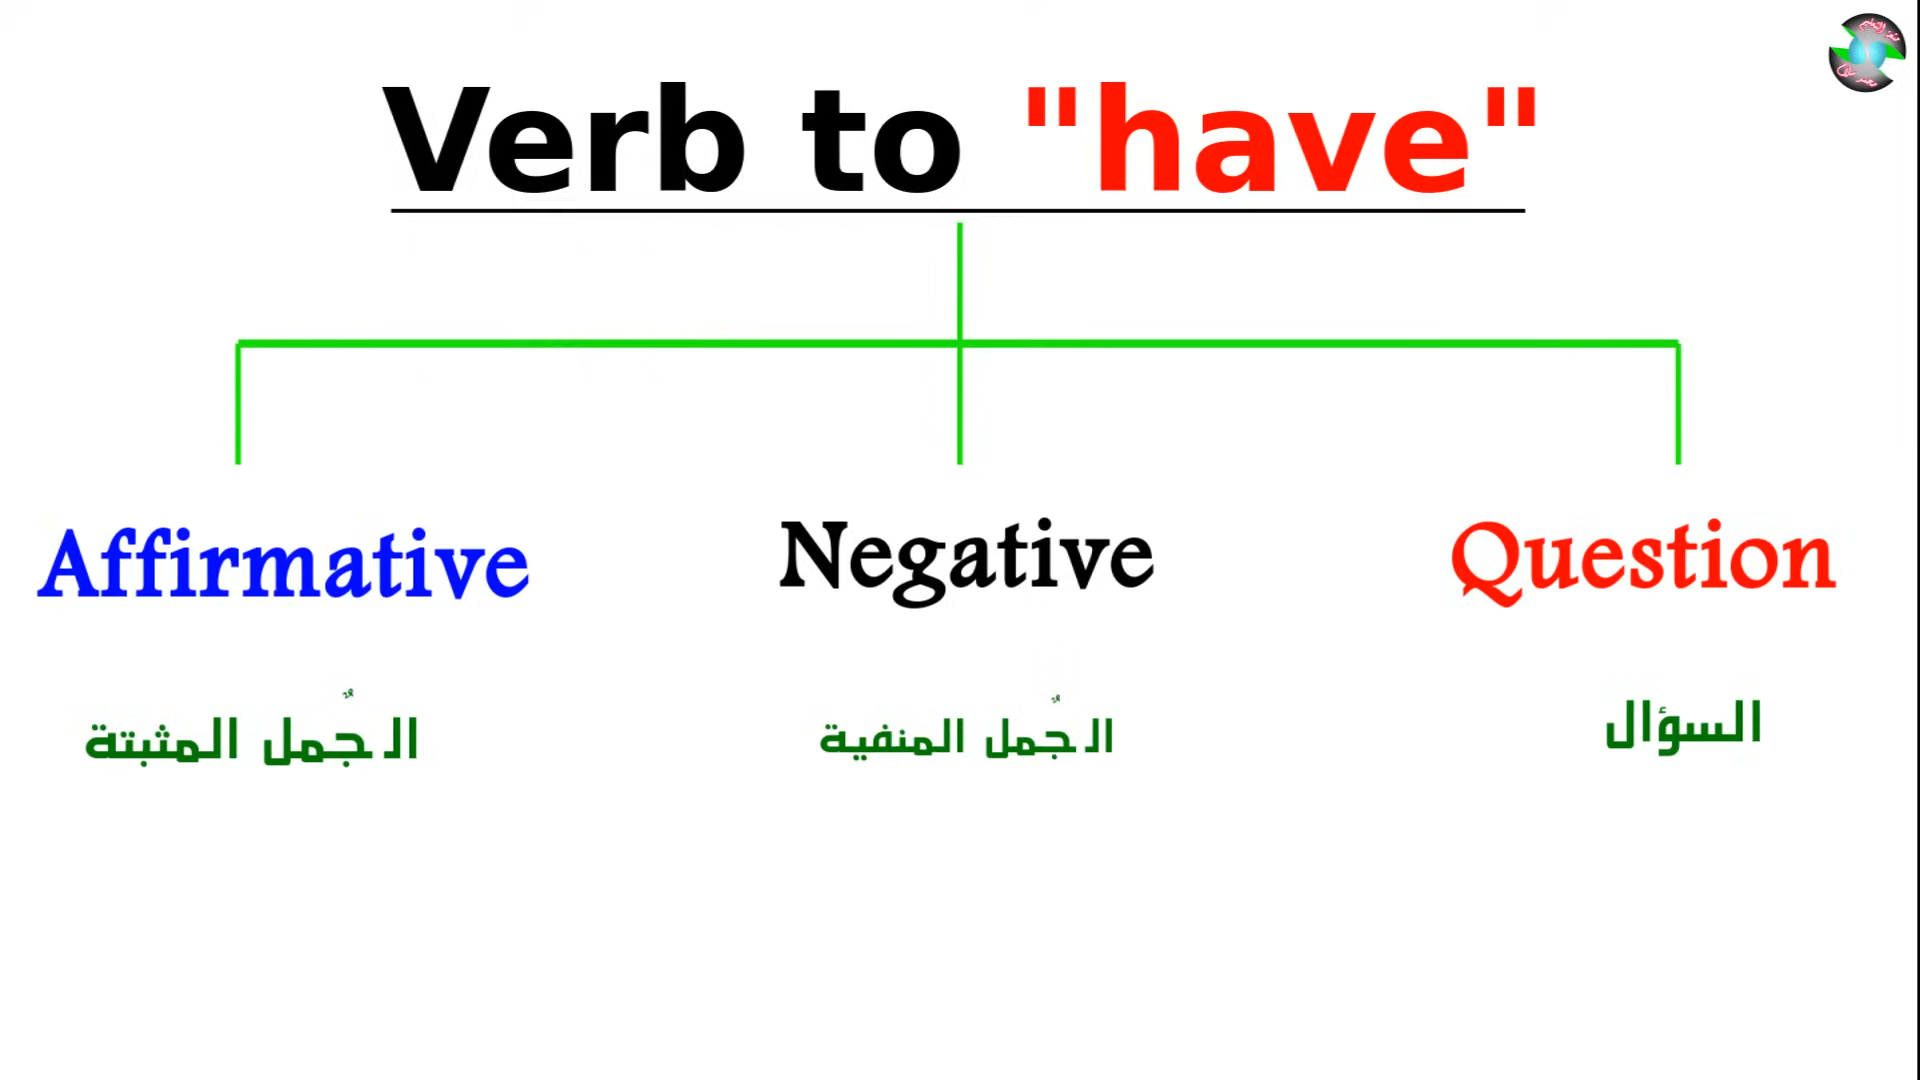 Verb to "have"
Affirmative
Negative
Question
الجُمل المثبتة
الجُمل المنفية
السؤال